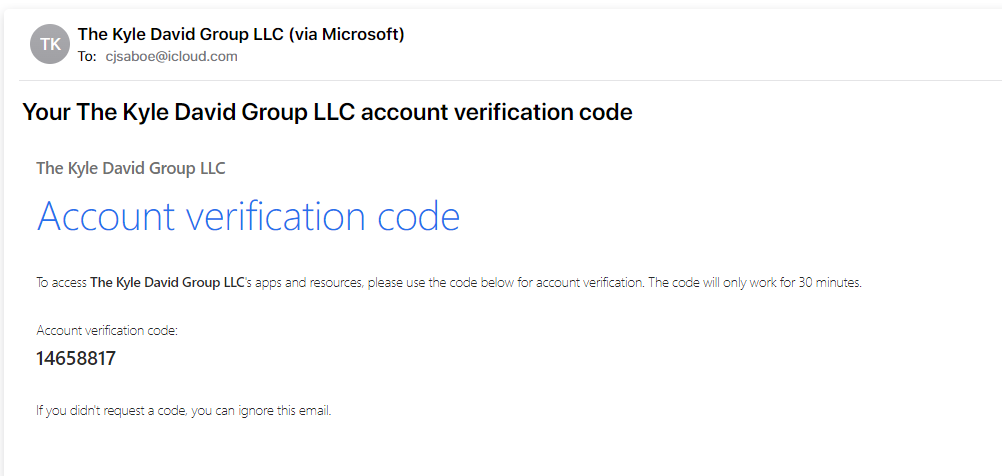 TK
The Kyle David Group LLC (via Microsoft)
To: cjsaboe@icloud.com
Your The Kyle David Group LLC account verification code
The Kyle David Group LLC
Account verification code
To access The Kyle David Group LLC's apps and resources, please use the code below for account verification. The code will only work for 30 minutes.
Account verification code:
14658817
If you didn't request a code, you can ignore this email.